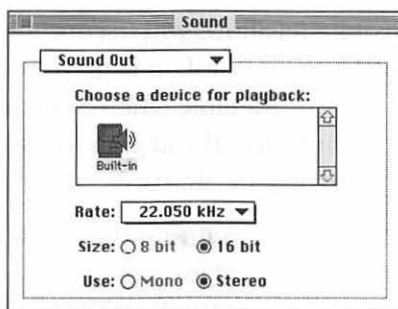 Sound
Sound Out
Choose a device for playback:
Built-in
Rate: 22.050 kHz
Size: 8 bit 16 bit
Use: Mono Stereo